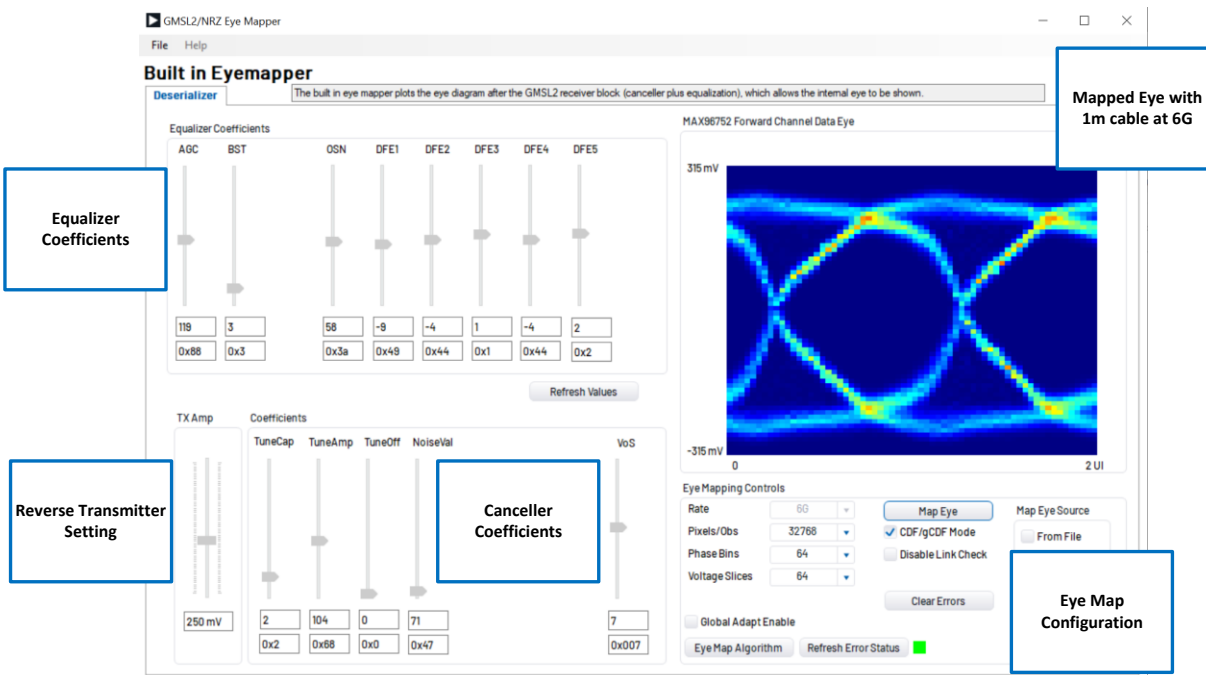 GMSL2/NRZ Eye Mapper
File Help
Built in Eyemapper
Deserializer
The built in eye mapper plots the eye diagram after the GMSL2 receiver block (canceller plus equalization), which allows the internal eye to be shown.
Mapped Eye with
1m cable at 6G
Equalizer Coefficients
AGC BST OSN DFE1 DFE2 DFE3 DFE4 DFE5
Equalizer
Coefficients
119 3 58 -9 -4 1 -4 2
0x88 0x3 0x3a 0x49 0x44 0x1 0x44 0x2
Refresh Values
MAX96752 Forward Channel Data Eye
315 mV
-315 mV
0 2 UI
TX Amp
Reverse Transmitter
Setting
250 mV
Coefficients
TuneCap TuneAmp TuneOff NoiseVal VoS
Canceller
Coefficients
2 104 0 71 7
0x2 0x68 0x0 0x47 0x007
Eye Mapping Controls
Rate 6G Map Eye Map Eye Source
Pixels/Obs 32768 CDF/gCDF Mode From File
Phase Bins 64 Disable Link Check
Voltage Slices 64
Clear Errors
Global Adapt Enable
Eye Map Algorithm Refresh Error Status
Eye Map
Configuration